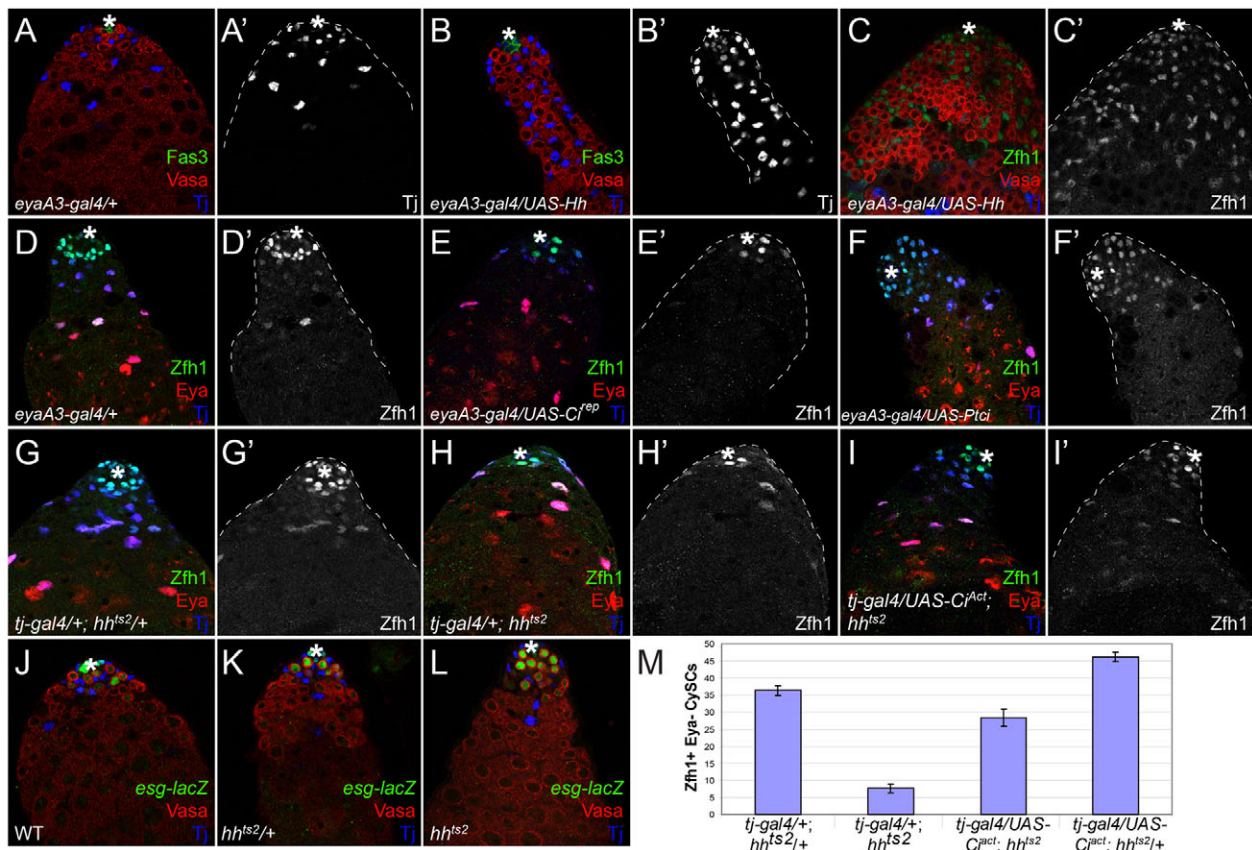 A
*
Fas3
Vasa
eyaA3-gal4/+
Tj
A'
*
Tj
B
*
Fas3
Vasa
eyaA3-gal4/UAS-Hh
Tj
B'
*
Tj
C
*
Zfh1
Vasa
eyaA3-gal4/UAS-Hh
C'
*
Zfh1
D
*
Zfh1
Eya
eyaA3-gal4/+
Tj
D'
*
Zfh1
E
*
Zfh1
Eya
eyaA3-gal4/UAS-Ci^rep
Tj
E'
*
Zfh1
F
*
Zfh1
Eya
eyaA3-gal4/UAS-Ptci
Tj
F'
*
Zfh1
G
*
Zfh1
Eya
tj-gal4/+; hh^ts2/+
Tj
G'
*
Zfh1
H
*
Zfh1
Eya
tj-gal4/+; hh^ts2
Tj
H'
*
Zfh1
I
*
Zfh1
tj-gal4/UAS-Ci^Act;
Eya
hh^ts2
Tj
I'
*
Zfh1
J
*
esg-lacZ
Vasa
WT
Tj
K
*
esg-lacZ
Vasa
hh^ts2/+
Tj
L
*
esg-lacZ
Vasa
hh^ts2
Tj
M
Zfh1+ Eya- CySCs
50
45
40
35
30
25
20
15
10
5
0
tj-gal4/+;
hh^ts2/+
tj-gal4/+;
hh^ts2
tj-gal4/UAS-
Ci^act; hh^ts2
tj-gal4/UAS-
Ci^act; hh^ts2/+